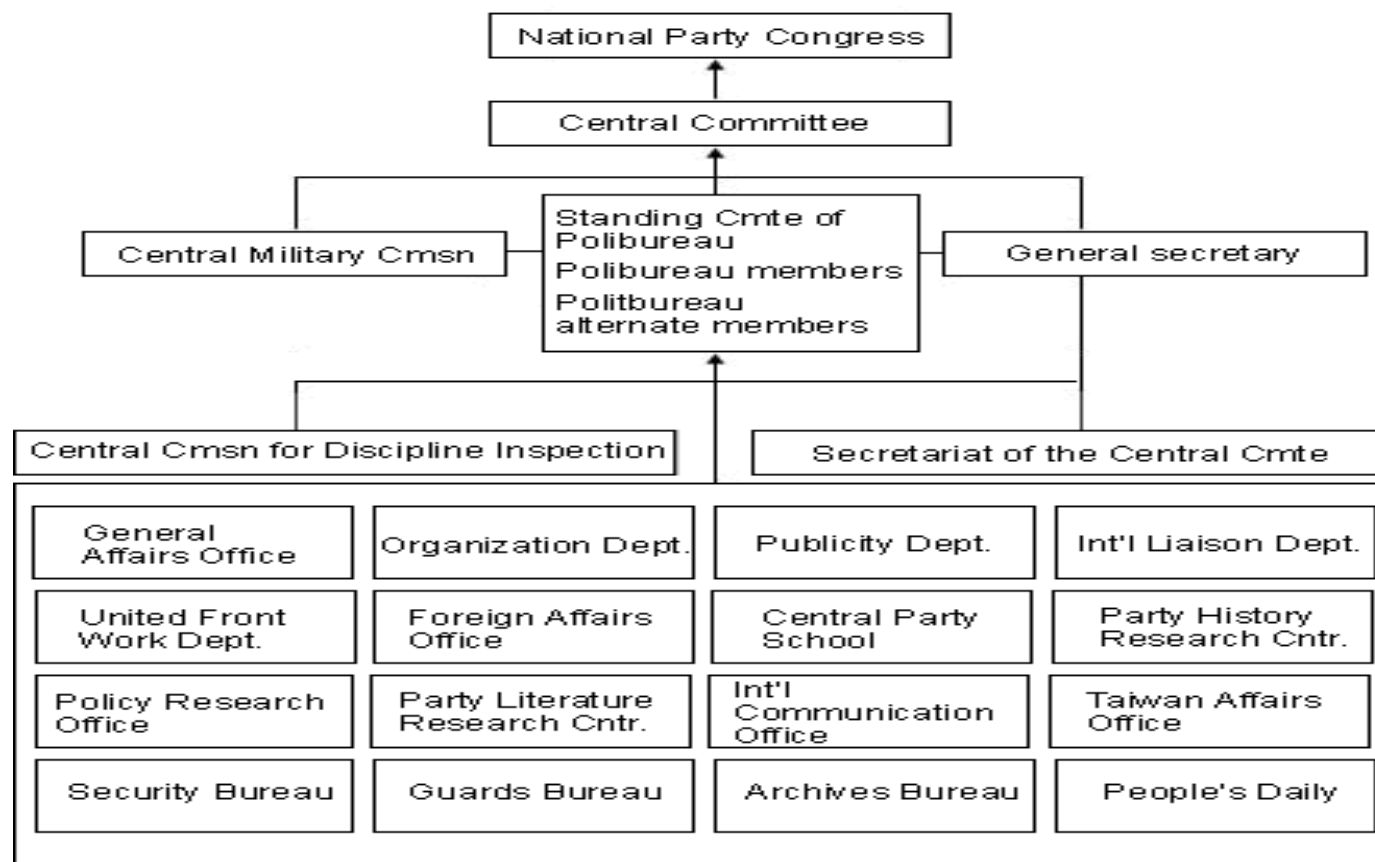 National Party Congress
Central Committee
Standing Cmte of
Polibureau
Polibureau members
Politbureau
alternate members
Central Military Cmsn
General secretary
Central Cmsn for Discipline Inspection
Secretariat of the Central Cmte
General
Affairs Office
Organization Dept.
Publicity Dept.
Int'l Liaison Dept.
United Front
Work Dept.
Foreign Affairs
Office
Central Party
School
Party History
Research Cntr.
Policy Research
Office
Party Literature
Research Cntr.
Int'l
Communication
Office
Taiwan Affairs
Office
Security Bureau
Guards Bureau
Archives Bureau
People's Daily